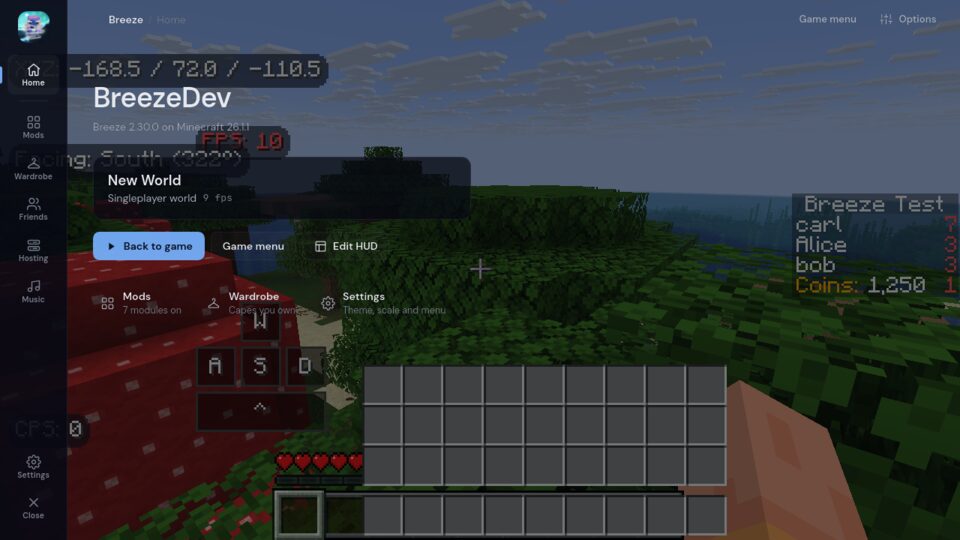 Breeze / Home
Game menu
Options
Home
-168.5 / 72.0 / -110.5
BreezeDev
Breeze 2.30.0 on Minecraft 26.1.1
Mods
FPS: 10
Facing: South (322°)
Wardrobe
New World
Singleplayer world 9 fps
Friends
Breeze Test
carl 7
Alice 3
bob 3
Coins: 1,250 1
Back to game
Game menu
Edit HUD
Hosting
Music
Mods
7 modules on
Wardrobe
Capes you own
Settings
Theme, scale and menu
W
A S D
^
CPS: 0
Settings
Close